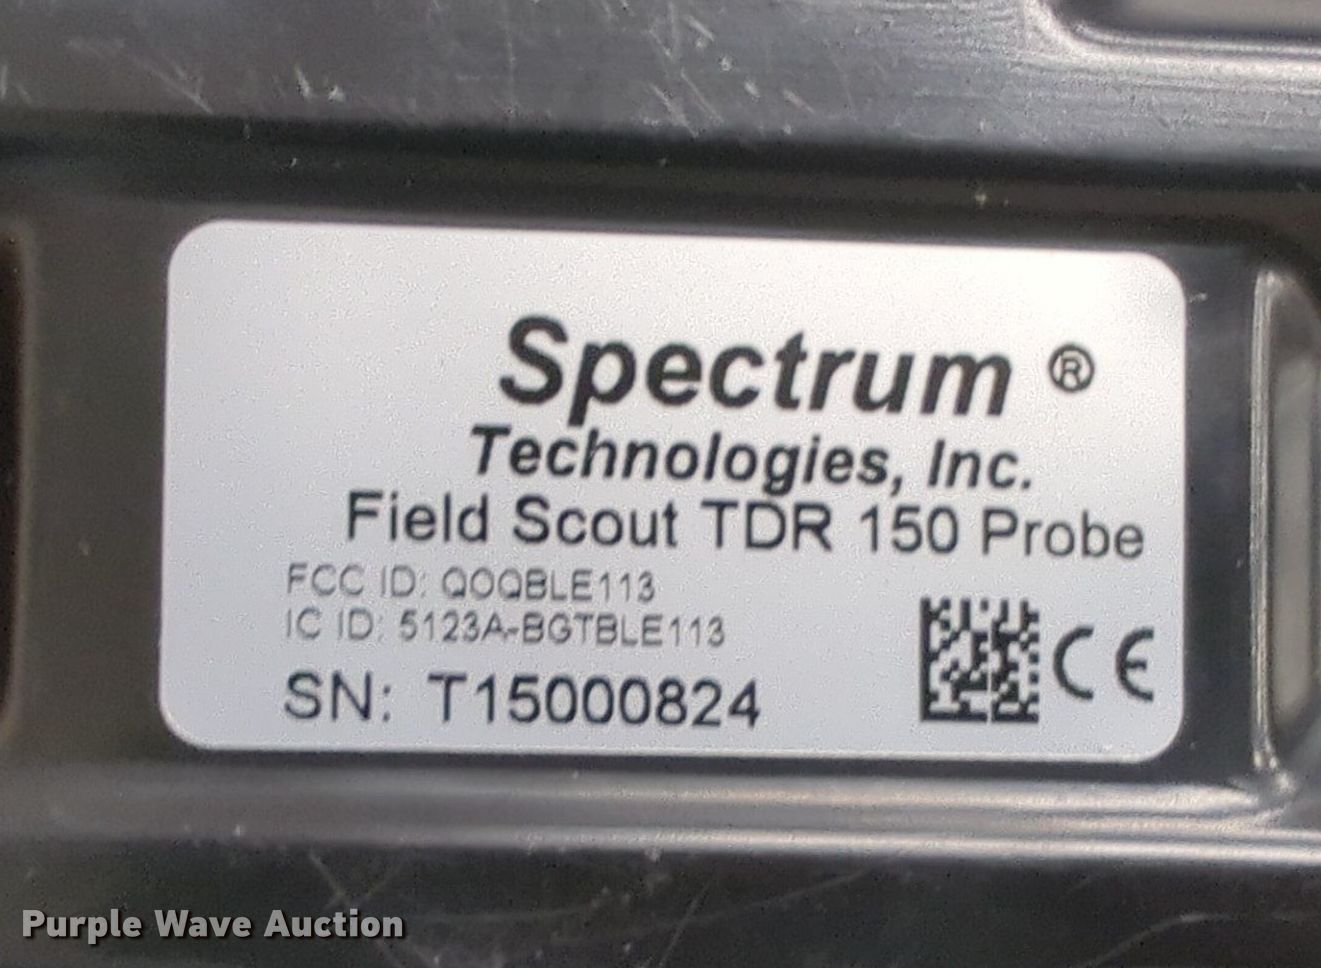 Spectrum ®
Technologies, Inc.
Field Scout TDR 150 Probe
FCC ID: QOQBLE113
IC ID: 5123A-BGTBLE113
SN: T15000824
CE
Purple Wave Auction